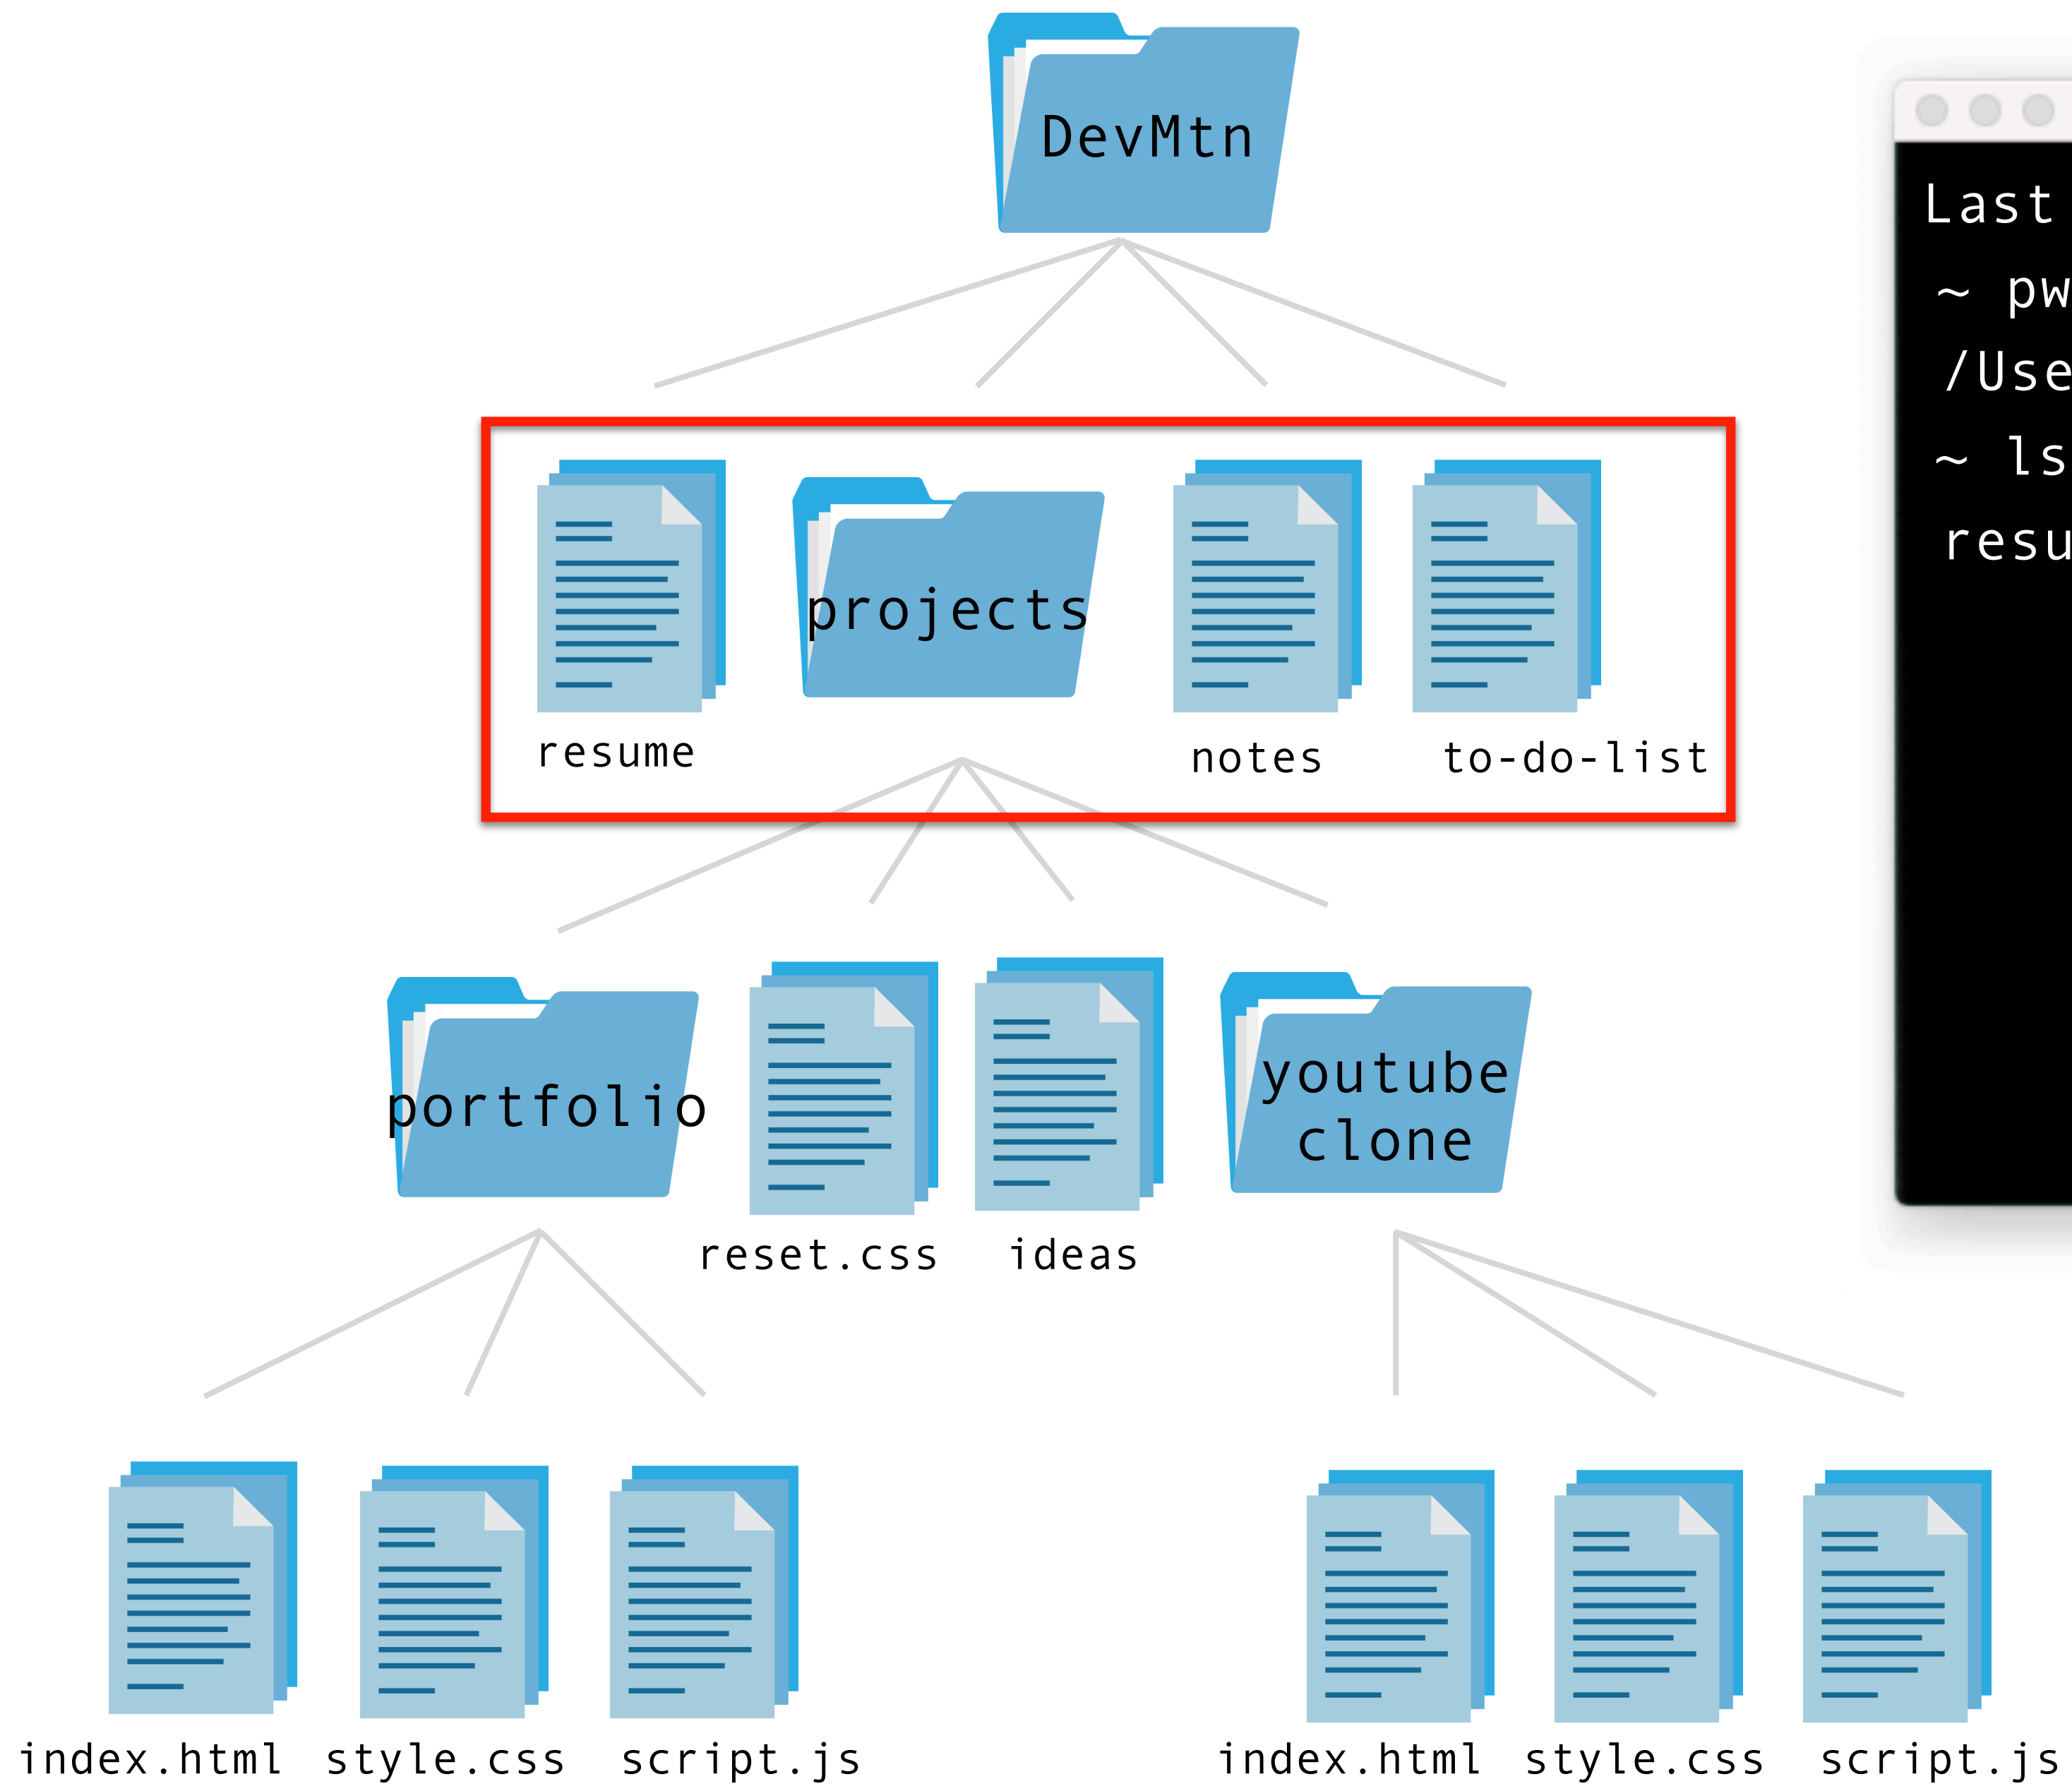 DevMtn
Last
~ pw
/Use
~ ls
resu
projects
resume
notes
to-do-list
portfolio
youtube
clone
reset.css
ideas
index.html
style.css
script.js
index.html
style.css
script.js